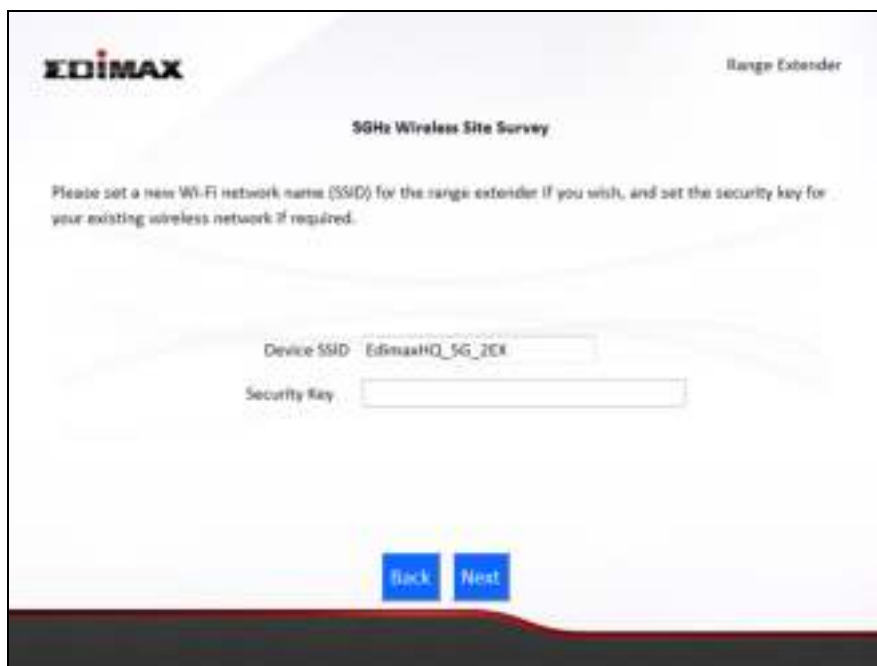 EDIMAX
Range Extender
5GHz Wireless Site Survey
Please set a new Wi-Fi network name (SSID) for the range extender if you wish, and set the security key for
your existing wireless network if required.
Device SSID EdimaxHQ_5G_2EX
Security Key
Back Next